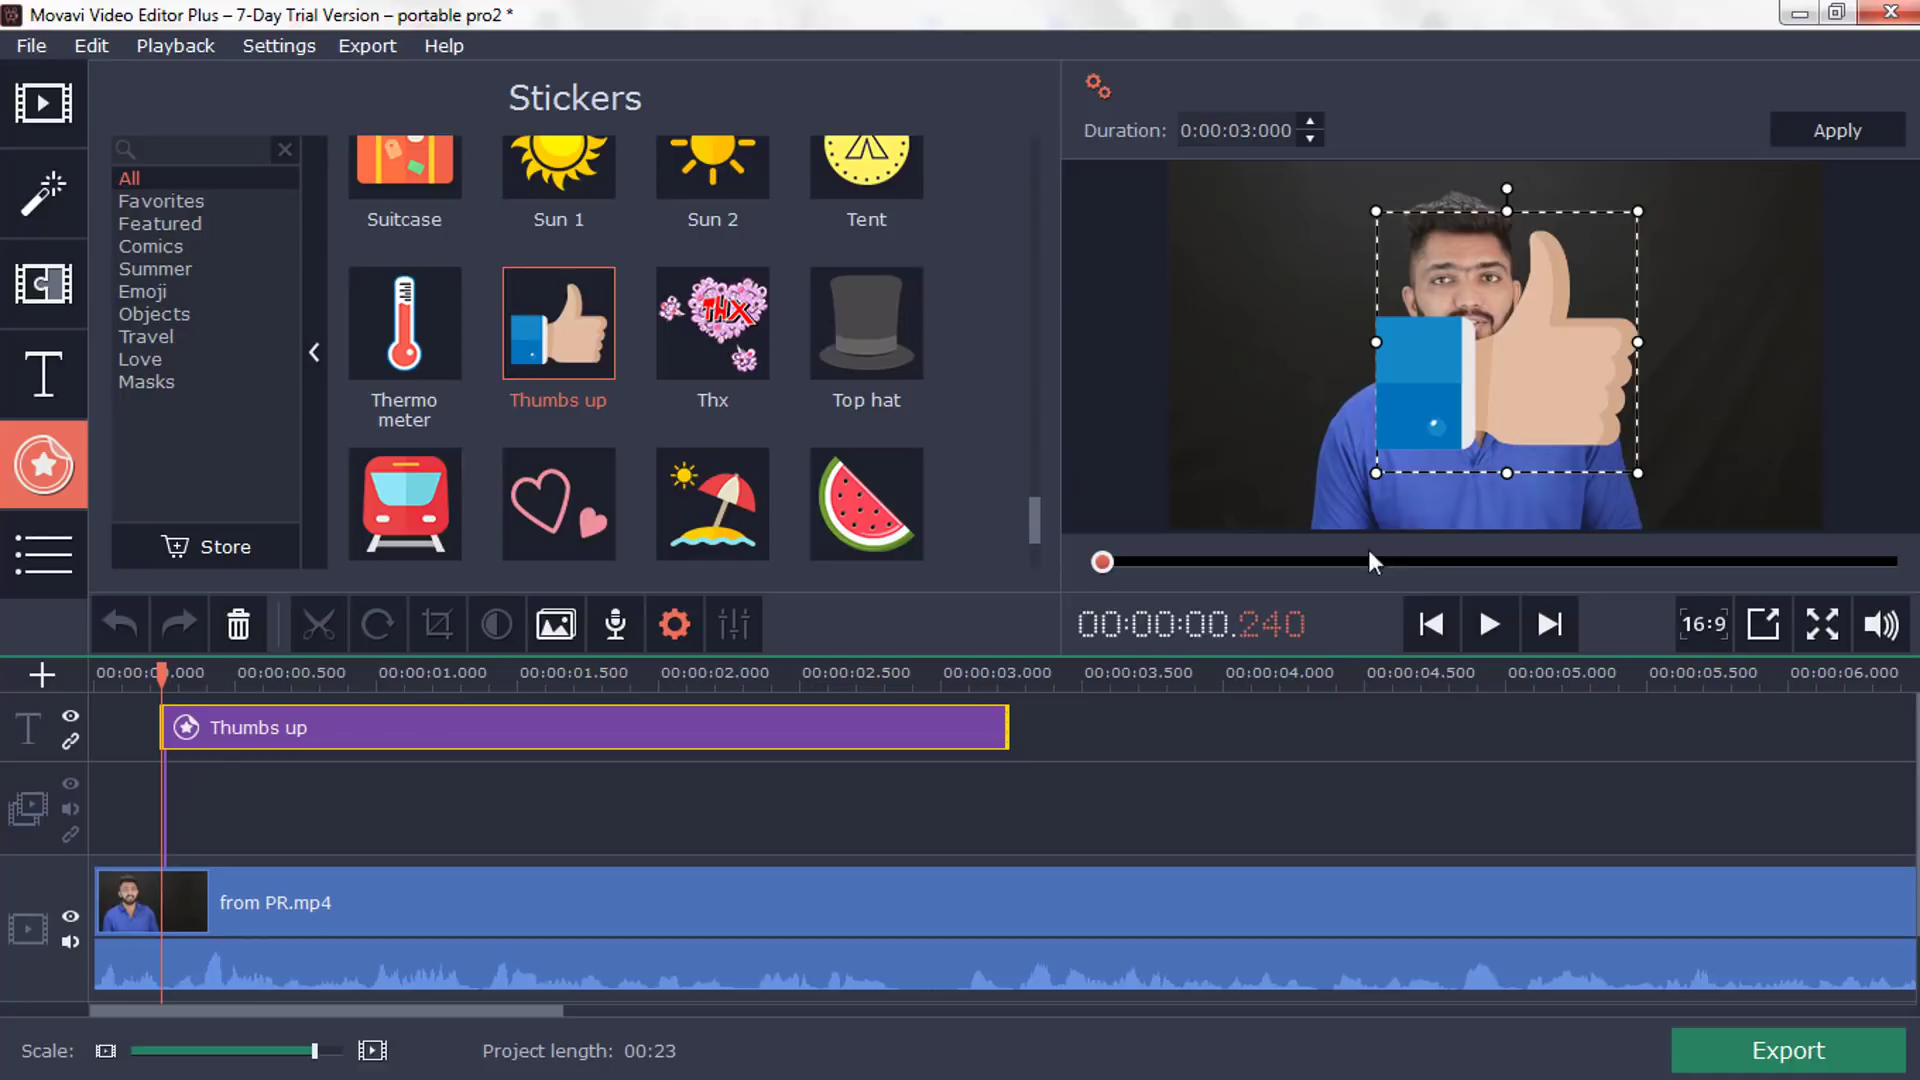 Movavi Video Editor Plus – 7-Day Trial Version – portable pro2 *
File Edit Playback Settings Export Help
Stickers
Duration: 0:00:03:000
Apply
All
Favorites
Featured
Comics
Summer
Emoji
Objects
Travel
Love
Masks
Store
Suitcase Sun 1 Sun 2 Tent
THX
Thermo
meter
Thumbs up Thx Top hat
00:00:00.240
16:9
00:00:00.000 00:00:00.500 00:00:01.000 00:00:01.500 00:00:02.000 00:00:02.500 00:00:03.000 00:00:03.500 00:00:04.000 00:00:04.500 00:00:05.000 00:00:05.500 00:00:06.000
T
Thumbs up
from PR.mp4
Scale:
Project length: 00:23
Export